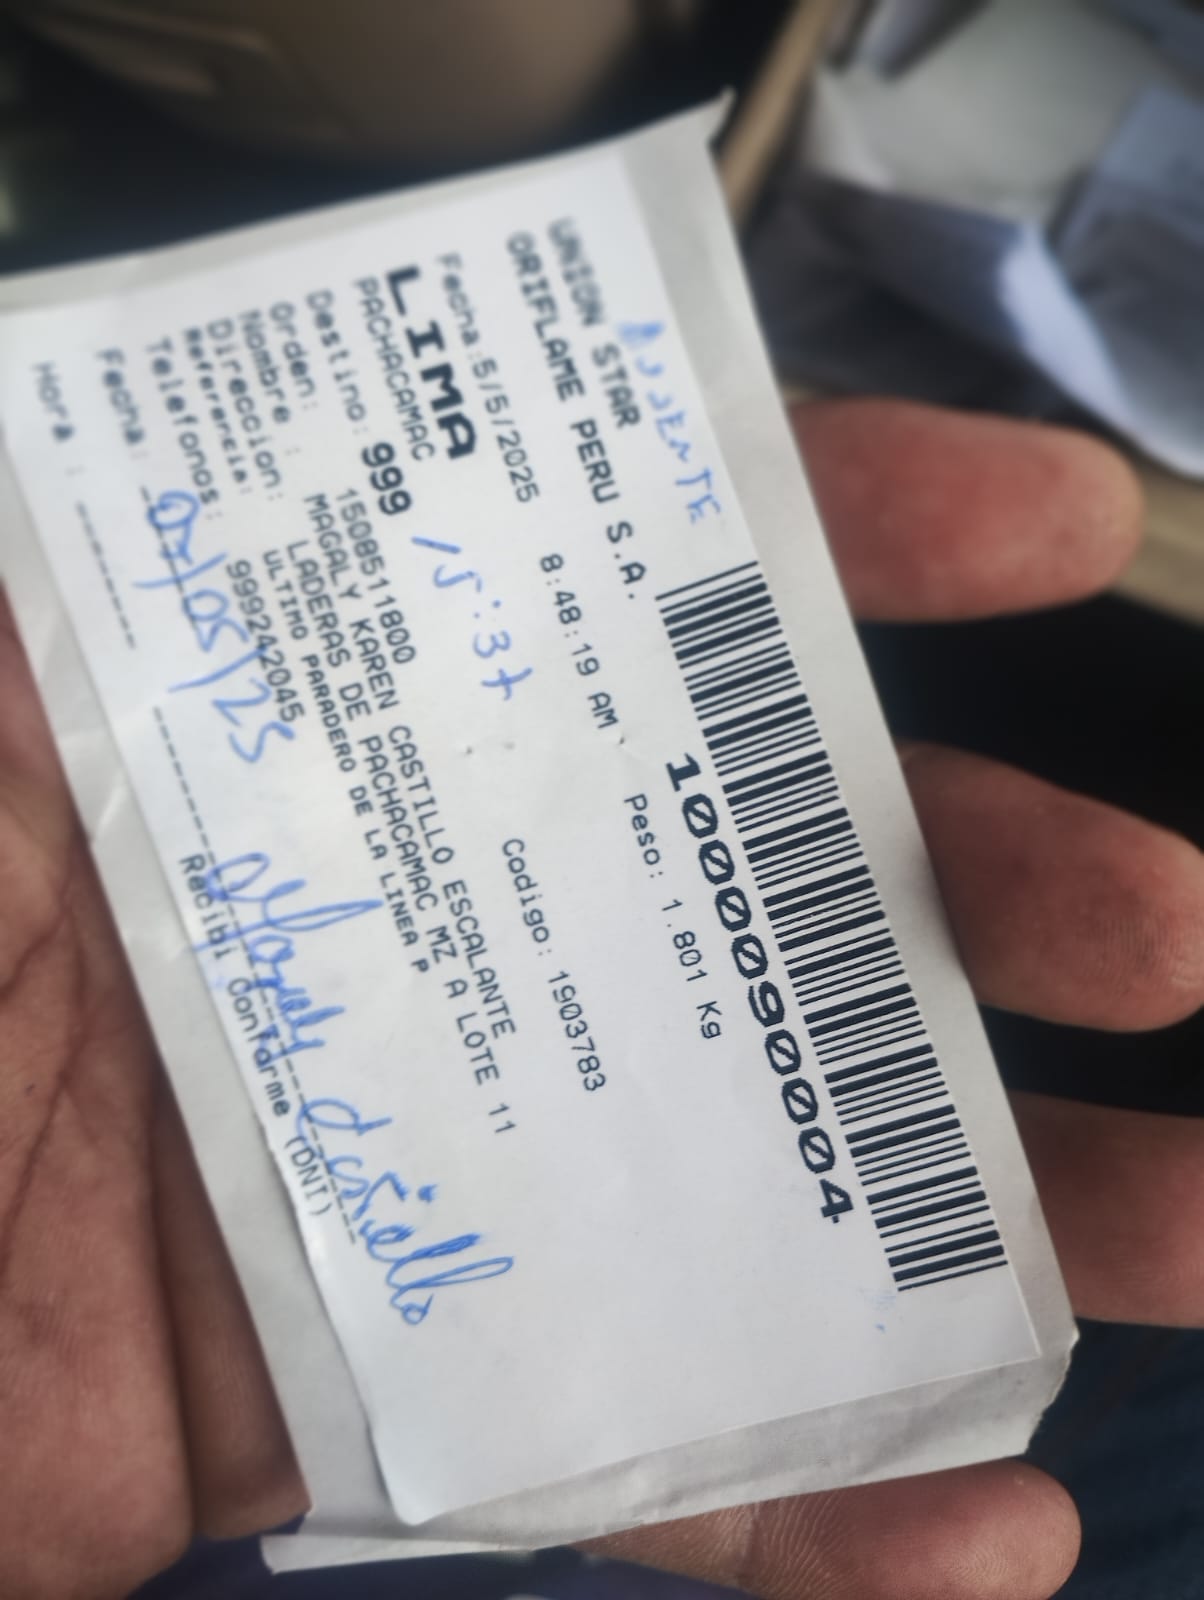 AUSENTE
UNION STAR
ORIFLAME PERU S.A.
1000090004
Fecha:5/5/2025 8:48:19 AM Peso: 1.801 Kg
LIMA
PACHACAMAC
Codigo: 1903783
Destino: 999 15:37
Orden: 1508511800
Nombre : MAGALY KAREN CASTILLO ESCALANTE
Direccion: LADERAS DE PACHACAMAC MZ A LOTE 11
Referencia: ULTIMO PARADERO DE LA LINEA P
Telefonos: 999242045
Fecha: 07/05/25
Castillo
Hora : ------ Recibi Conforme (DNI)